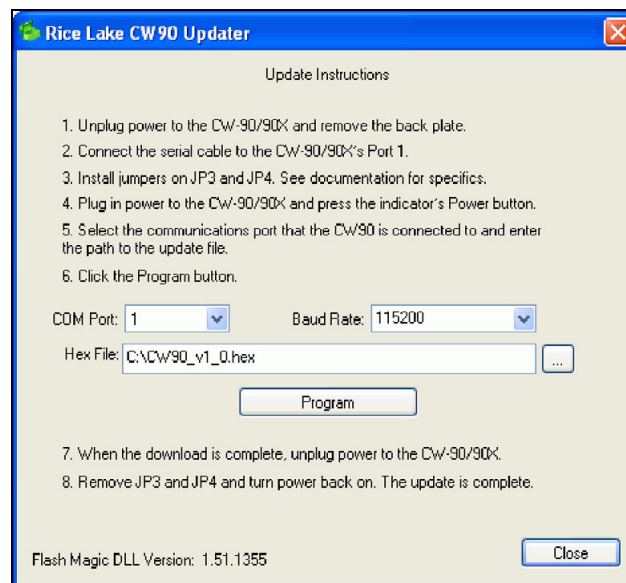 Rice Lake CW90 Updater
Update Instructions
1. Unplug power to the CW-90/90X and remove the back plate.
2. Connect the serial cable to the CW-90/90X's Port 1.
3. Install jumpers on JP3 and JP4. See documentation for specifics.
4. Plug in power to the CW-90/90X and press the indicator's Power button.
5. Select the communications port that the CW90 is connected to and enter
the path to the update file.
6. Click the Program button.
COM Port: 1 Baud Rate: 115200
Hex File: C:\CW90_v1_0.hex ...
Program
7. When the download is complete, unplug power to the CW-90/90X.
8. Remove JP3 and JP4 and turn power back on. The update is complete.
Flash Magic DLL Version: 1.51.1355 Close